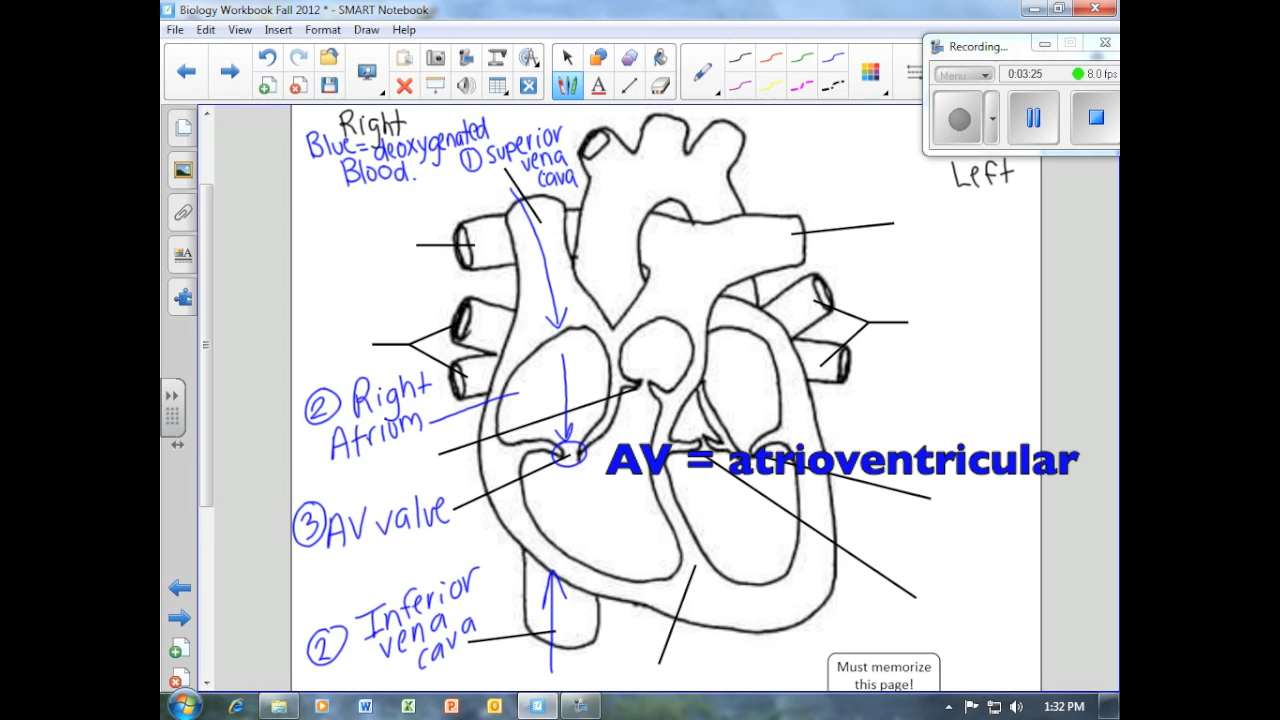 Biology Workbook Fall 2012 * - SMART Notebook
File Edit View Insert Format Draw Help
Recording...
Menu
0:03:25
8.0 fps
Right
Blue = deoxygenated
Blood.
① superior
vena
cava
Left
② Right
Atrium
AV = atrioventricular
③ AV valve
② Inferior
vena
cava
Must memorize
this page!
1:32 PM